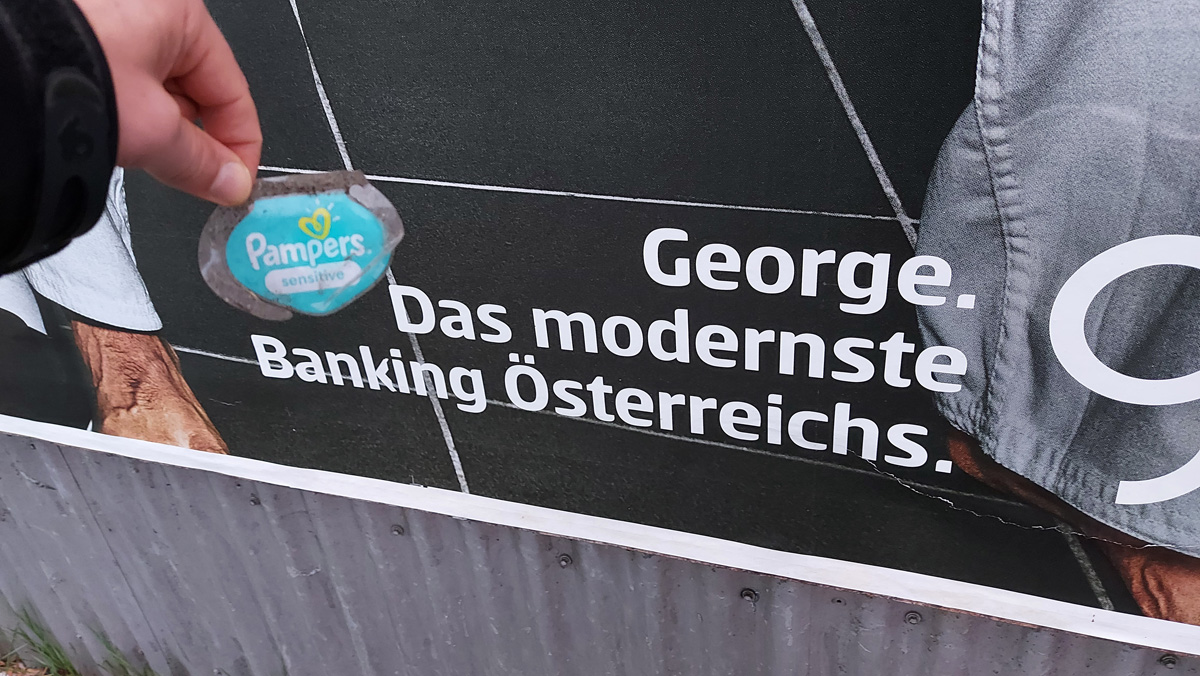 Pampers.
sensitive
George.
Das modernste
Banking Österreichs.
g